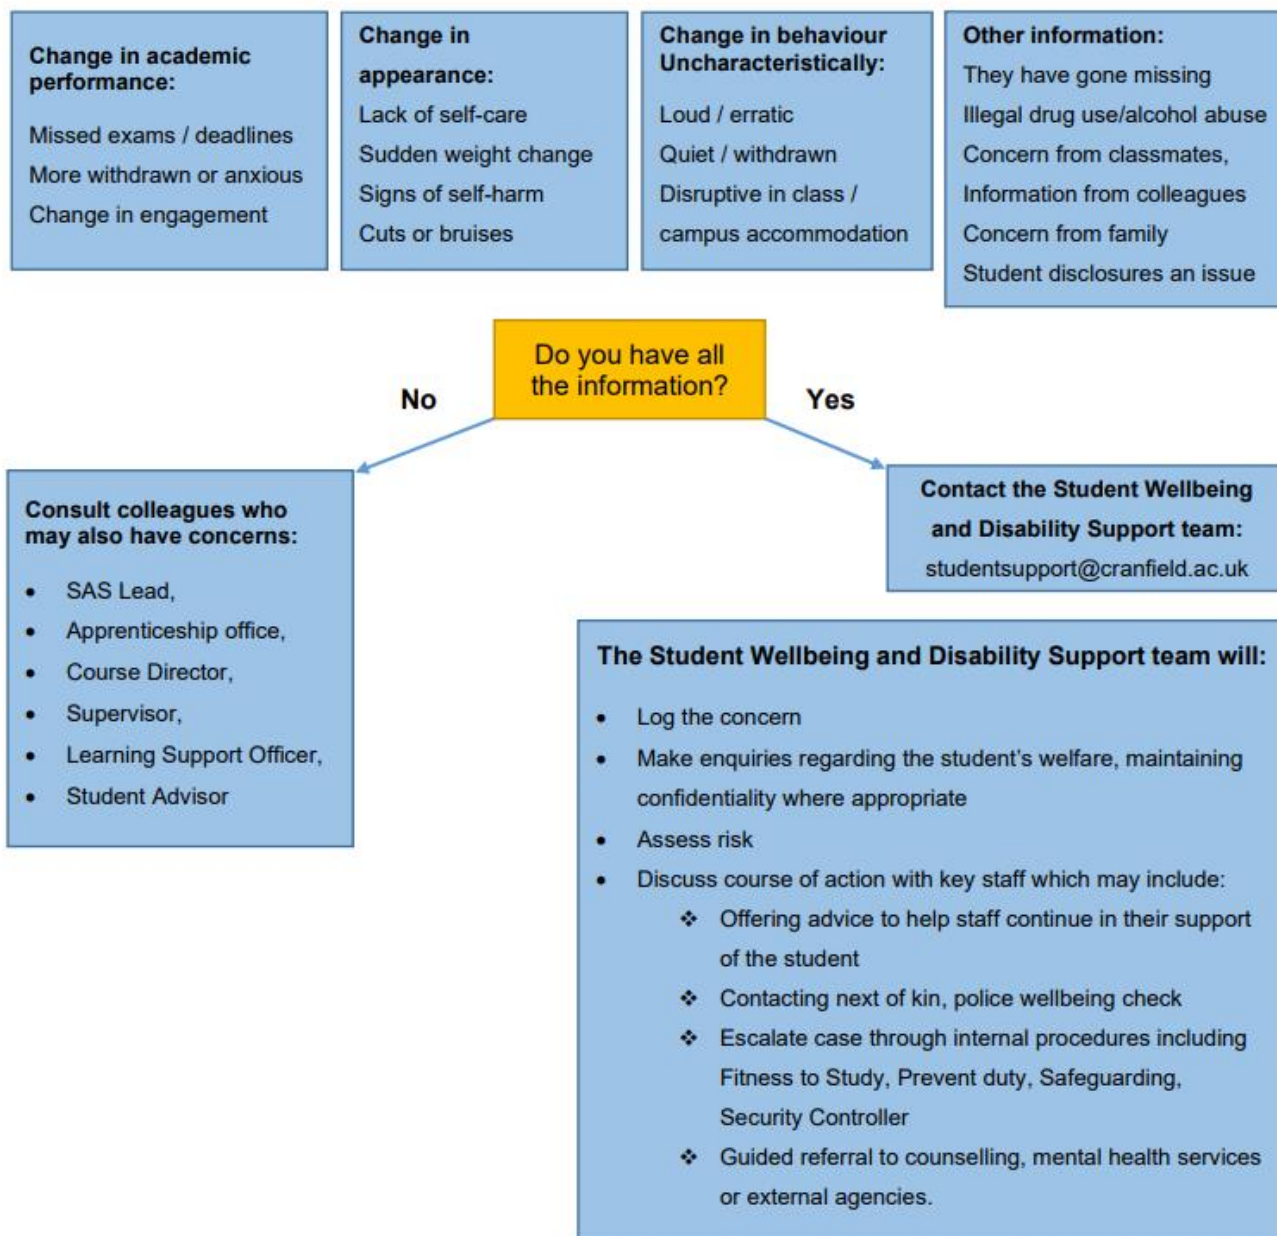 Change in academic
performance:
Missed exams / deadlines
More withdrawn or anxious
Change in engagement
Change in
appearance:
Lack of self-care
Sudden weight change
Signs of self-harm
Cuts or bruises
Change in behaviour
Uncharacteristically:
Loud / erratic
Quiet / withdrawn
Disruptive in class /
campus accommodation
Other information:
They have gone missing
Illegal drug use/alcohol abuse
Concern from classmates,
Information from colleagues
Concern from family
Student disclosures an issue
Do you have all
the information?
No
Yes
Consult colleagues who
may also have concerns:
• SAS Lead,
• Apprenticeship office,
• Course Director,
• Supervisor,
• Learning Support Officer,
• Student Advisor
Contact the Student Wellbeing
and Disability Support team:
studentsupport@cranfield.ac.uk
The Student Wellbeing and Disability Support team will:
• Log the concern
• Make enquiries regarding the student's welfare, maintaining
confidentiality where appropriate
• Assess risk
• Discuss course of action with key staff which may include:
❖ Offering advice to help staff continue in their support
of the student
❖ Contacting next of kin, police wellbeing check
❖ Escalate case through internal procedures including
Fitness to Study, Prevent duty, Safeguarding,
Security Controller
❖ Guided referral to counselling, mental health services
or external agencies.